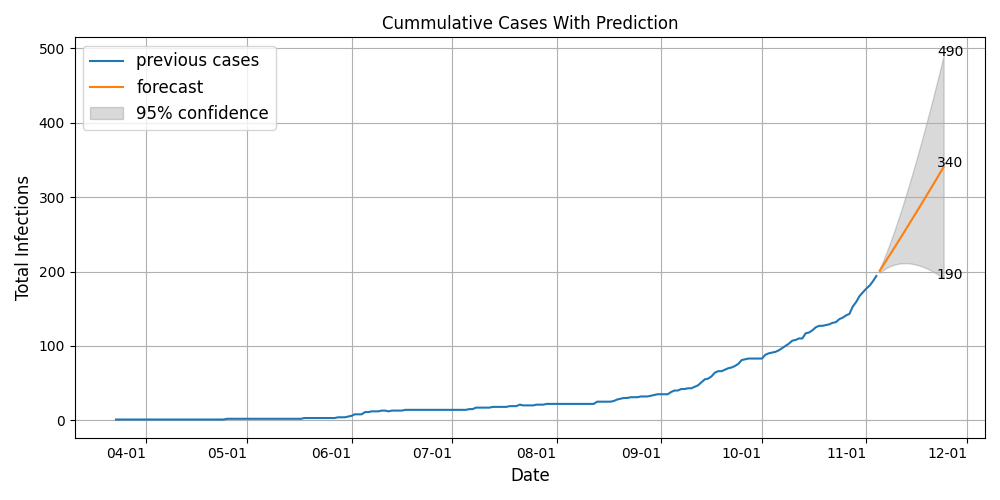 Cummulative Cases With Prediction
previous cases
forecast
95% confidence
490
340
190
500
400
300
200
100
0
Total Infections
04-01 05-01 06-01 07-01 08-01 09-01 10-01 11-01 12-01
Date